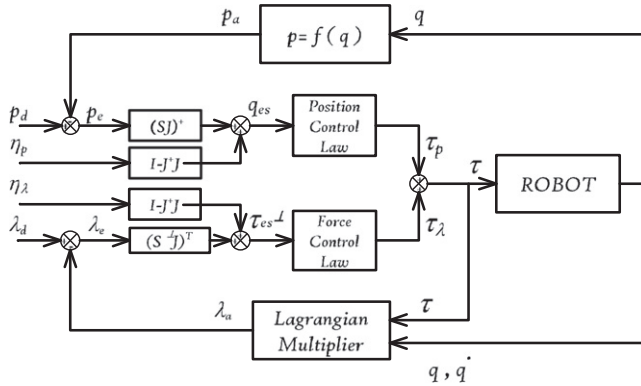 p_a
p=f(q)
q
p_d
p_e
(SJ)⁺
q_es
Position
Control
Law
η_p
I-J⁺J
τ_p
τ
ROBOT
η_λ
I-J⁺J
λ_d
λ_e
(S^⊥J)^T
τ_es^⊥
Force
Control
Law
τ_λ
λ_a
Lagrangian
Multiplier
τ
q , q̇